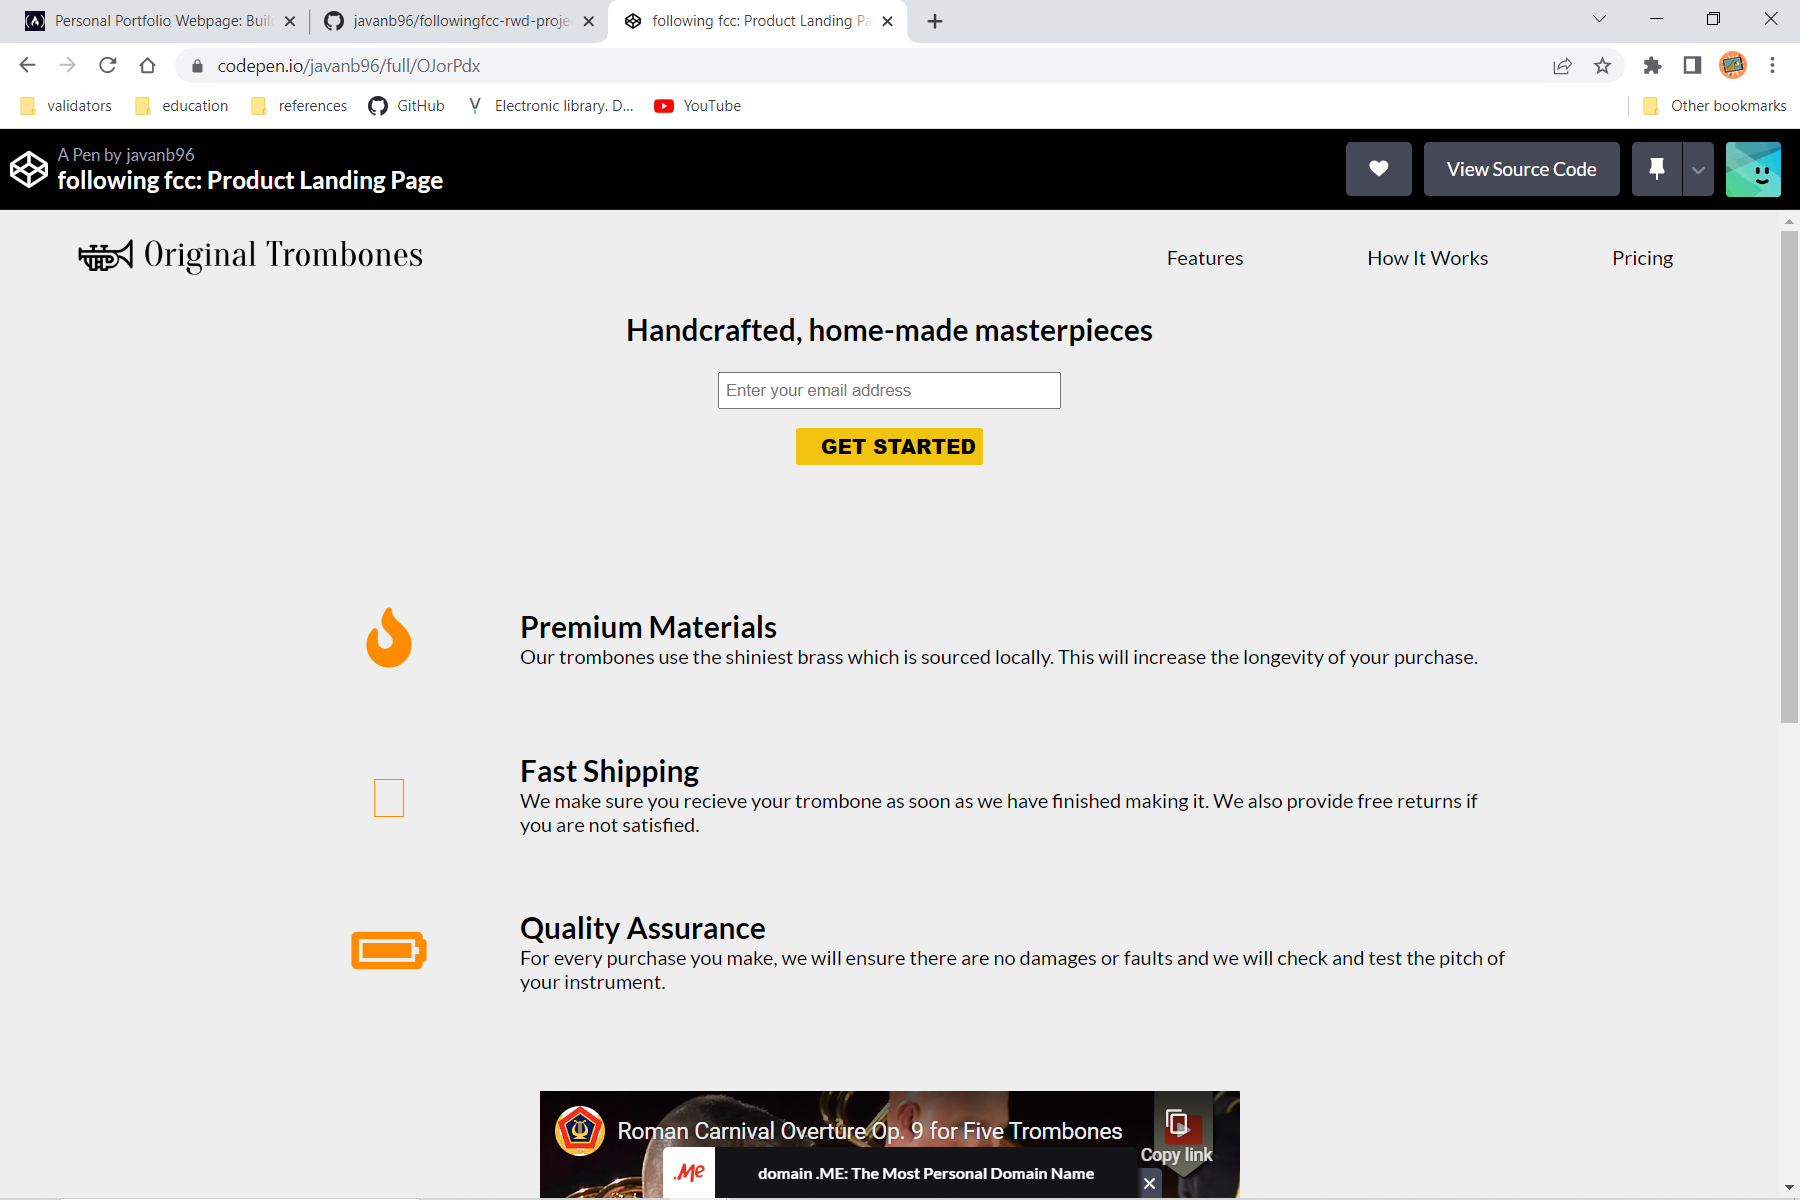 Personal Portfolio Webpage: Buil
javanb96/followingfcc-rwd-proje
following fcc: Product Landing Pa
codepen.io/javanb96/full/OJorPdx
validators
education
references
GitHub
Electronic library. D...
YouTube
Other bookmarks
A Pen by javanb96
following fcc: Product Landing Page
View Source Code
Original Trombones
Features
How It Works
Pricing
Handcrafted, home-made masterpieces
Enter your email address
GET STARTED
Premium Materials
Our trombones use the shiniest brass which is sourced locally. This will increase the longevity of your purchase.
Fast Shipping
We make sure you recieve your trombone as soon as we have finished making it. We also provide free returns if
you are not satisfied.
Quality Assurance
For every purchase you make, we will ensure there are no damages or faults and we will check and test the pitch of
your instrument.
Roman Carnival Overture Op. 9 for Five Trombones
Copy link
.Me
domain .ME: The Most Personal Domain Name